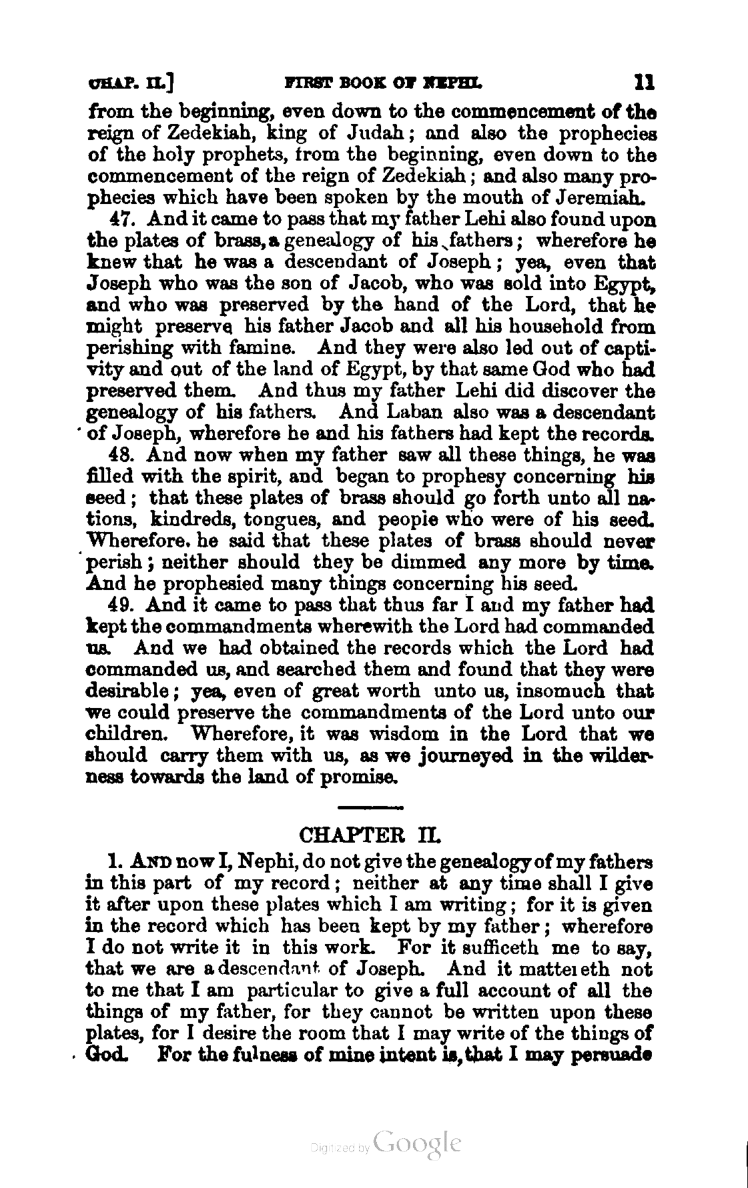 CHAP. II.] FIRST BOOK OF NEPHI. 11
from the beginning, even down to the commencement of the
reign of Zedekiah, king of Judah; and also the prophecies
of the holy prophets, from the beginning, even down to the
commencement of the reign of Zedekiah; and also many pro-
phecies which have been spoken by the mouth of Jeremiah.
47. And it came to pass that my father Lehi also found upon
the plates of brass, a genealogy of his fathers; wherefore he
knew that he was a descendant of Joseph; yea, even that
Joseph who was the son of Jacob, who was sold into Egypt,
and who was preserved by the hand of the Lord, that he
might preserve his father Jacob and all his household from
perishing with famine. And they were also led out of capti-
vity and out of the land of Egypt, by that same God who had
preserved them. And thus my father Lehi did discover the
genealogy of his fathers. And Laban also was a descendant
of Joseph, wherefore he and his fathers had kept the records.
48. And now when my father saw all these things, he was
filled with the spirit, and began to prophesy concerning his
seed; that these plates of brass should go forth unto all na-
tions, kindreds, tongues, and people who were of his seed.
Wherefore. he said that these plates of brass should never
perish; neither should they be dimmed any more by time.
And he prophesied many things concerning his seed.
49. And it came to pass that thus far I and my father had
kept the commandments wherewith the Lord had commanded
us. And we had obtained the records which the Lord had
commanded us, and searched them and found that they were
desirable; yea, even of great worth unto us, insomuch that
we could preserve the commandments of the Lord unto our
children. Wherefore, it was wisdom in the Lord that we
should carry them with us, as we journeyed in the wilder-
ness towards the land of promise.
CHAPTER II.
1. AND now I, Nephi, do not give the genealogy of my fathers
in this part of my record; neither at any time shall I give
it after upon these plates which I am writing; for it is given
in the record which has been kept by my father; wherefore
I do not write it in this work. For it sufficeth me to say,
that we are a descendant of Joseph. And it mattereth not
to me that I am particular to give a full account of all the
things of my father, for they cannot be written upon these
plates, for I desire the room that I may write of the things of
God. For the fulness of mine intent is, that I may persuade
Digitized by Google